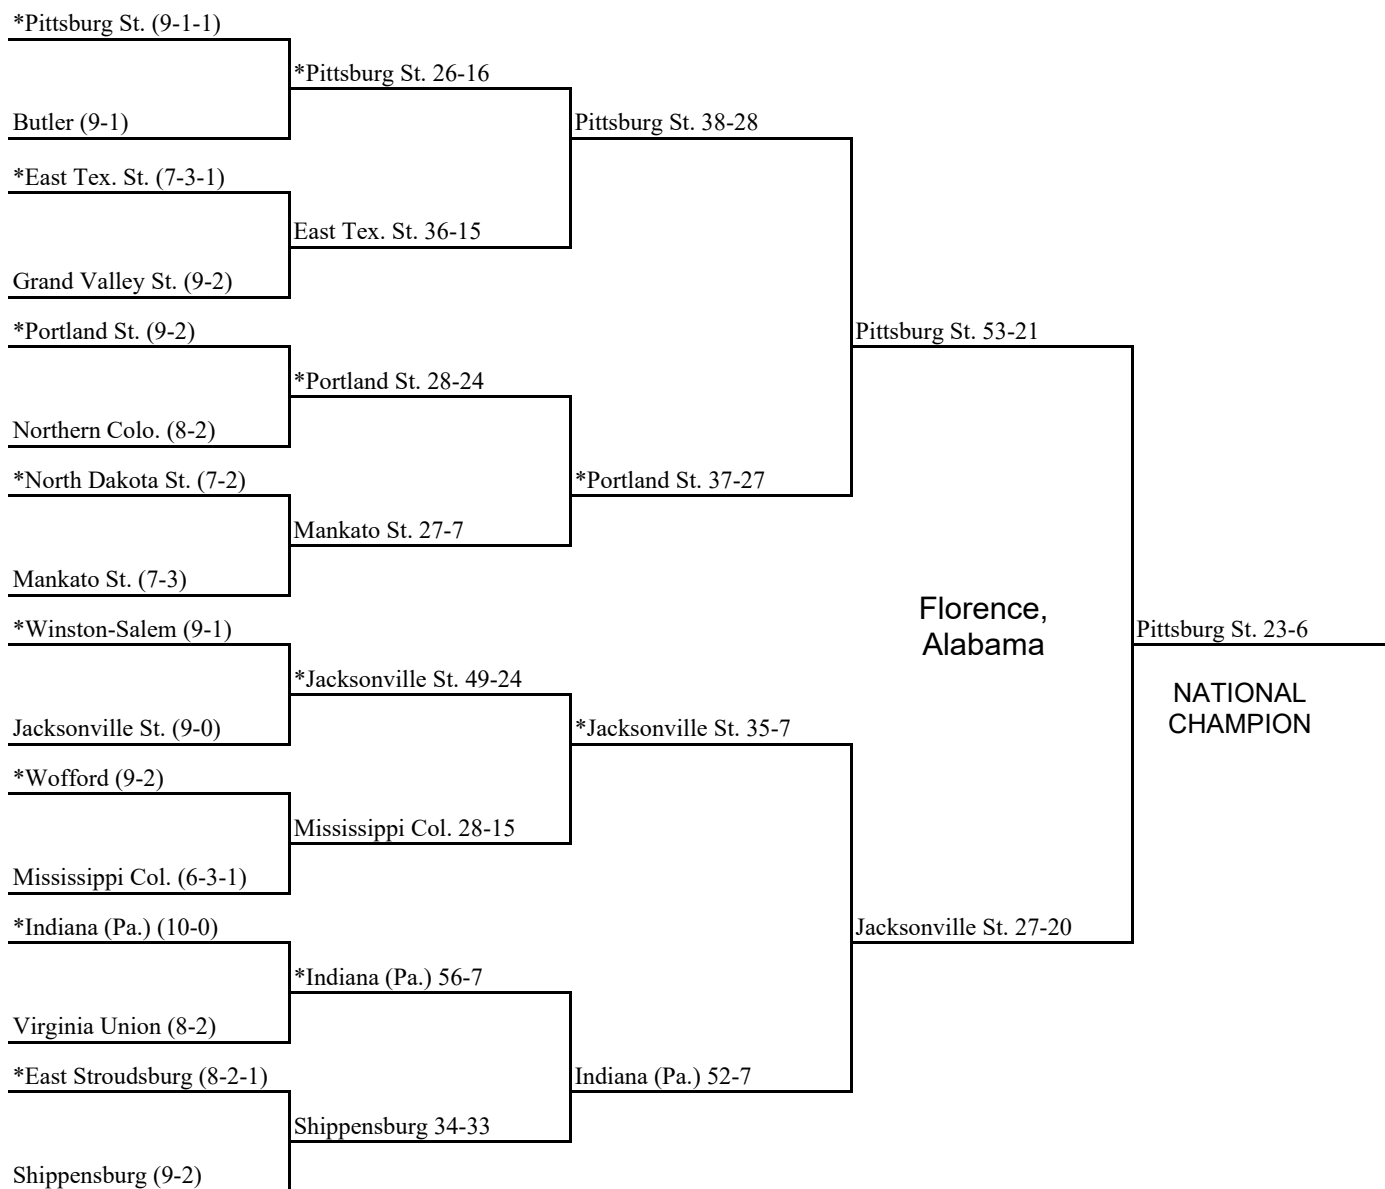 *Pittsburg St. (9-1-1)
*Pittsburg St. 26-16
Butler (9-1)
Pittsburg St. 38-28
*East Tex. St. (7-3-1)
East Tex. St. 36-15
Grand Valley St. (9-2)
*Portland St. (9-2)
Pittsburg St. 53-21
*Portland St. 28-24
Northern Colo. (8-2)
*North Dakota St. (7-2)
*Portland St. 37-27
Mankato St. 27-7
Mankato St. (7-3)
Florence,
Alabama
*Winston-Salem (9-1)
Pittsburg St. 23-6
*Jacksonville St. 49-24
NATIONAL
CHAMPION
Jacksonville St. (9-0)
*Jacksonville St. 35-7
*Wofford (9-2)
Mississippi Col. 28-15
Mississippi Col. (6-3-1)
*Indiana (Pa.) (10-0)
Jacksonville St. 27-20
*Indiana (Pa.) 56-7
Virginia Union (8-2)
*East Stroudsburg (8-2-1)
Indiana (Pa.) 52-7
Shippensburg 34-33
Shippensburg (9-2)